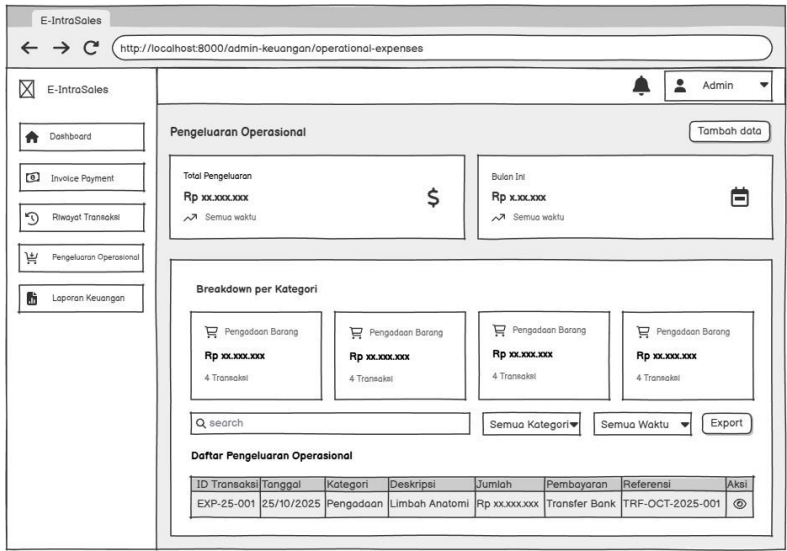 E-IntraSales
http://localhost:8000/admin-keuangan/operational-expenses
E-IntraSales
Admin
Dashboard
Invoice Payment
Riwayat Transaksi
Pengeluaran Operasional
Laporan Keuangan
Pengeluaran Operasional
Tambah data
Total Pengeluaran
Rp xx.xxx.xxx
Semua waktu
Bulan Ini
Rp x.xx.xxx
Semua waktu
Breakdown per Kategori
Pengadaan Barang
Rp xx.xxx.xxx
4 Transaksi
Pengadaan Barang
Rp xx.xxx.xxx
4 Transaksi
Pengadaan Barang
Rp xx.xxx.xxx
4 Transaksi
Pengadaan Barang
Rp xx.xxx.xxx
4 Transaksi
search
Semua Kategori
Semua Waktu
Export
Daftar Pengeluaran Operasional
ID Transaksi Tanggal Kategori Deskripsi Jumlah Pembayaran Referensi Aksi
EXP-25-001 25/10/2025 Pengadaan Limbah Anatomi Rp xx.xxx.xxx Transfer Bank TRF-OCT-2025-001